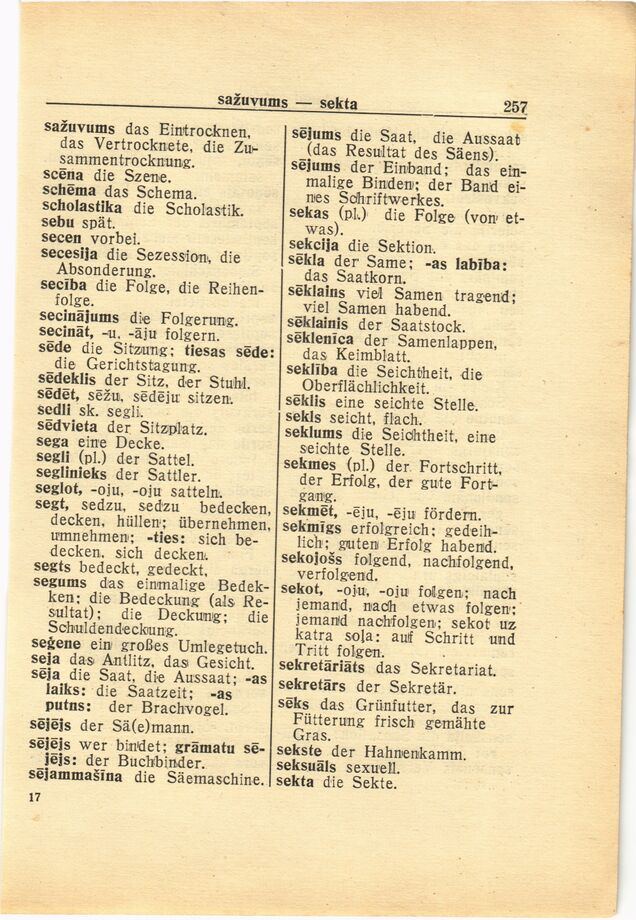 sažuvums — sekta
257
sažuvums das Eintrocknen,
das Vertrocknete, die Zu-
sammentrocknung.
scēna die Szene.
schēma das Schema.
scholastika die Scholastik.
sebu spät.
secen vorbei.
secesija die Sezession, die
Absonderung.
secība die Folge, die Reihen-
folge.
secinājums die Folgerung.
secināt, -u, -āju folgern.
sēde die Sitzung; tiesas sēde:
die Gerichtstagung.
sēdeklis der Sitz, der Stuhl.
sēdēt, sēžu, sēdēju sitzen.
sedli sk. segli.
sēdvieta der Sitzplatz.
sega eine Decke.
segli (pl.) der Sattel.
seglinieks der Sattler.
seglot, -oju, -oju satteln.
segt, sedzu, sedzu bedecken,
decken, hüllen; übernehmen,
umnehmen; -ties: sich be-
decken, sich decken.
segts bedeckt, gedeckt,
segums das einmalige Bedek-
ken; die Bedeckung (als Re-
sultat); die Deckung; die
Schuldendeckung.
seģene ein großes Umlegetuch.
seja das Antlitz, das Gesicht.
sēja die Saat, die Aussaat; -as
laiks: die Saatzeit; -as
putns: der Brachvogel.
sējējs der Sä(e)mann.
sējējs wer bindet; grāmatu sē-
jējs: der Buchbinder.
sējammašīna die Säemaschine.
17
sējums die Saat, die Aussaat
(das Resultat des Säens).
sējums der Einband; das ein-
malige Binden; der Band ei-
nes Schriftwerkes.
sekas (pl.) die Folge (von et-
was).
sekcija die Sektion.
sēkla der Same; -as labība:
das Saatkorn.
sēklains viel Samen tragend;
viel Samen habend.
sēklainis der Saatstock.
sēklenīca der Samenlappen,
das Keimblatt.
seklība die Seichtheit, die
Oberflächlichkeit.
sēklis eine seichte Stelle.
sekls seicht, flach.
seklums die Seichtheit, eine
seichte Stelle.
sekmes (pl.) der Fortschritt,
der Erfolg, der gute Fort-
gang.
sekmēt, -ēju, -ēju fördern.
sekmīgs erfolgreich; gedeih-
lich; guten Erfolg habend.
sekojošs folgend, nachfolgend,
verfolgend.
sekot, -oju, -oju folgen; nach
jemand, nach etwas folgen;
jemand nachfolgen; sekot uz
katra soļa: auf Schritt und
Tritt folgen.
sekretāriāts das Sekretariat.
sekretārs der Sekretär.
sēks das Grünfutter, das zur
Fütterung frisch gemähte
Gras.
sekste der Hahnenkamm.
seksuāls sexuell.
sekta die Sekte.